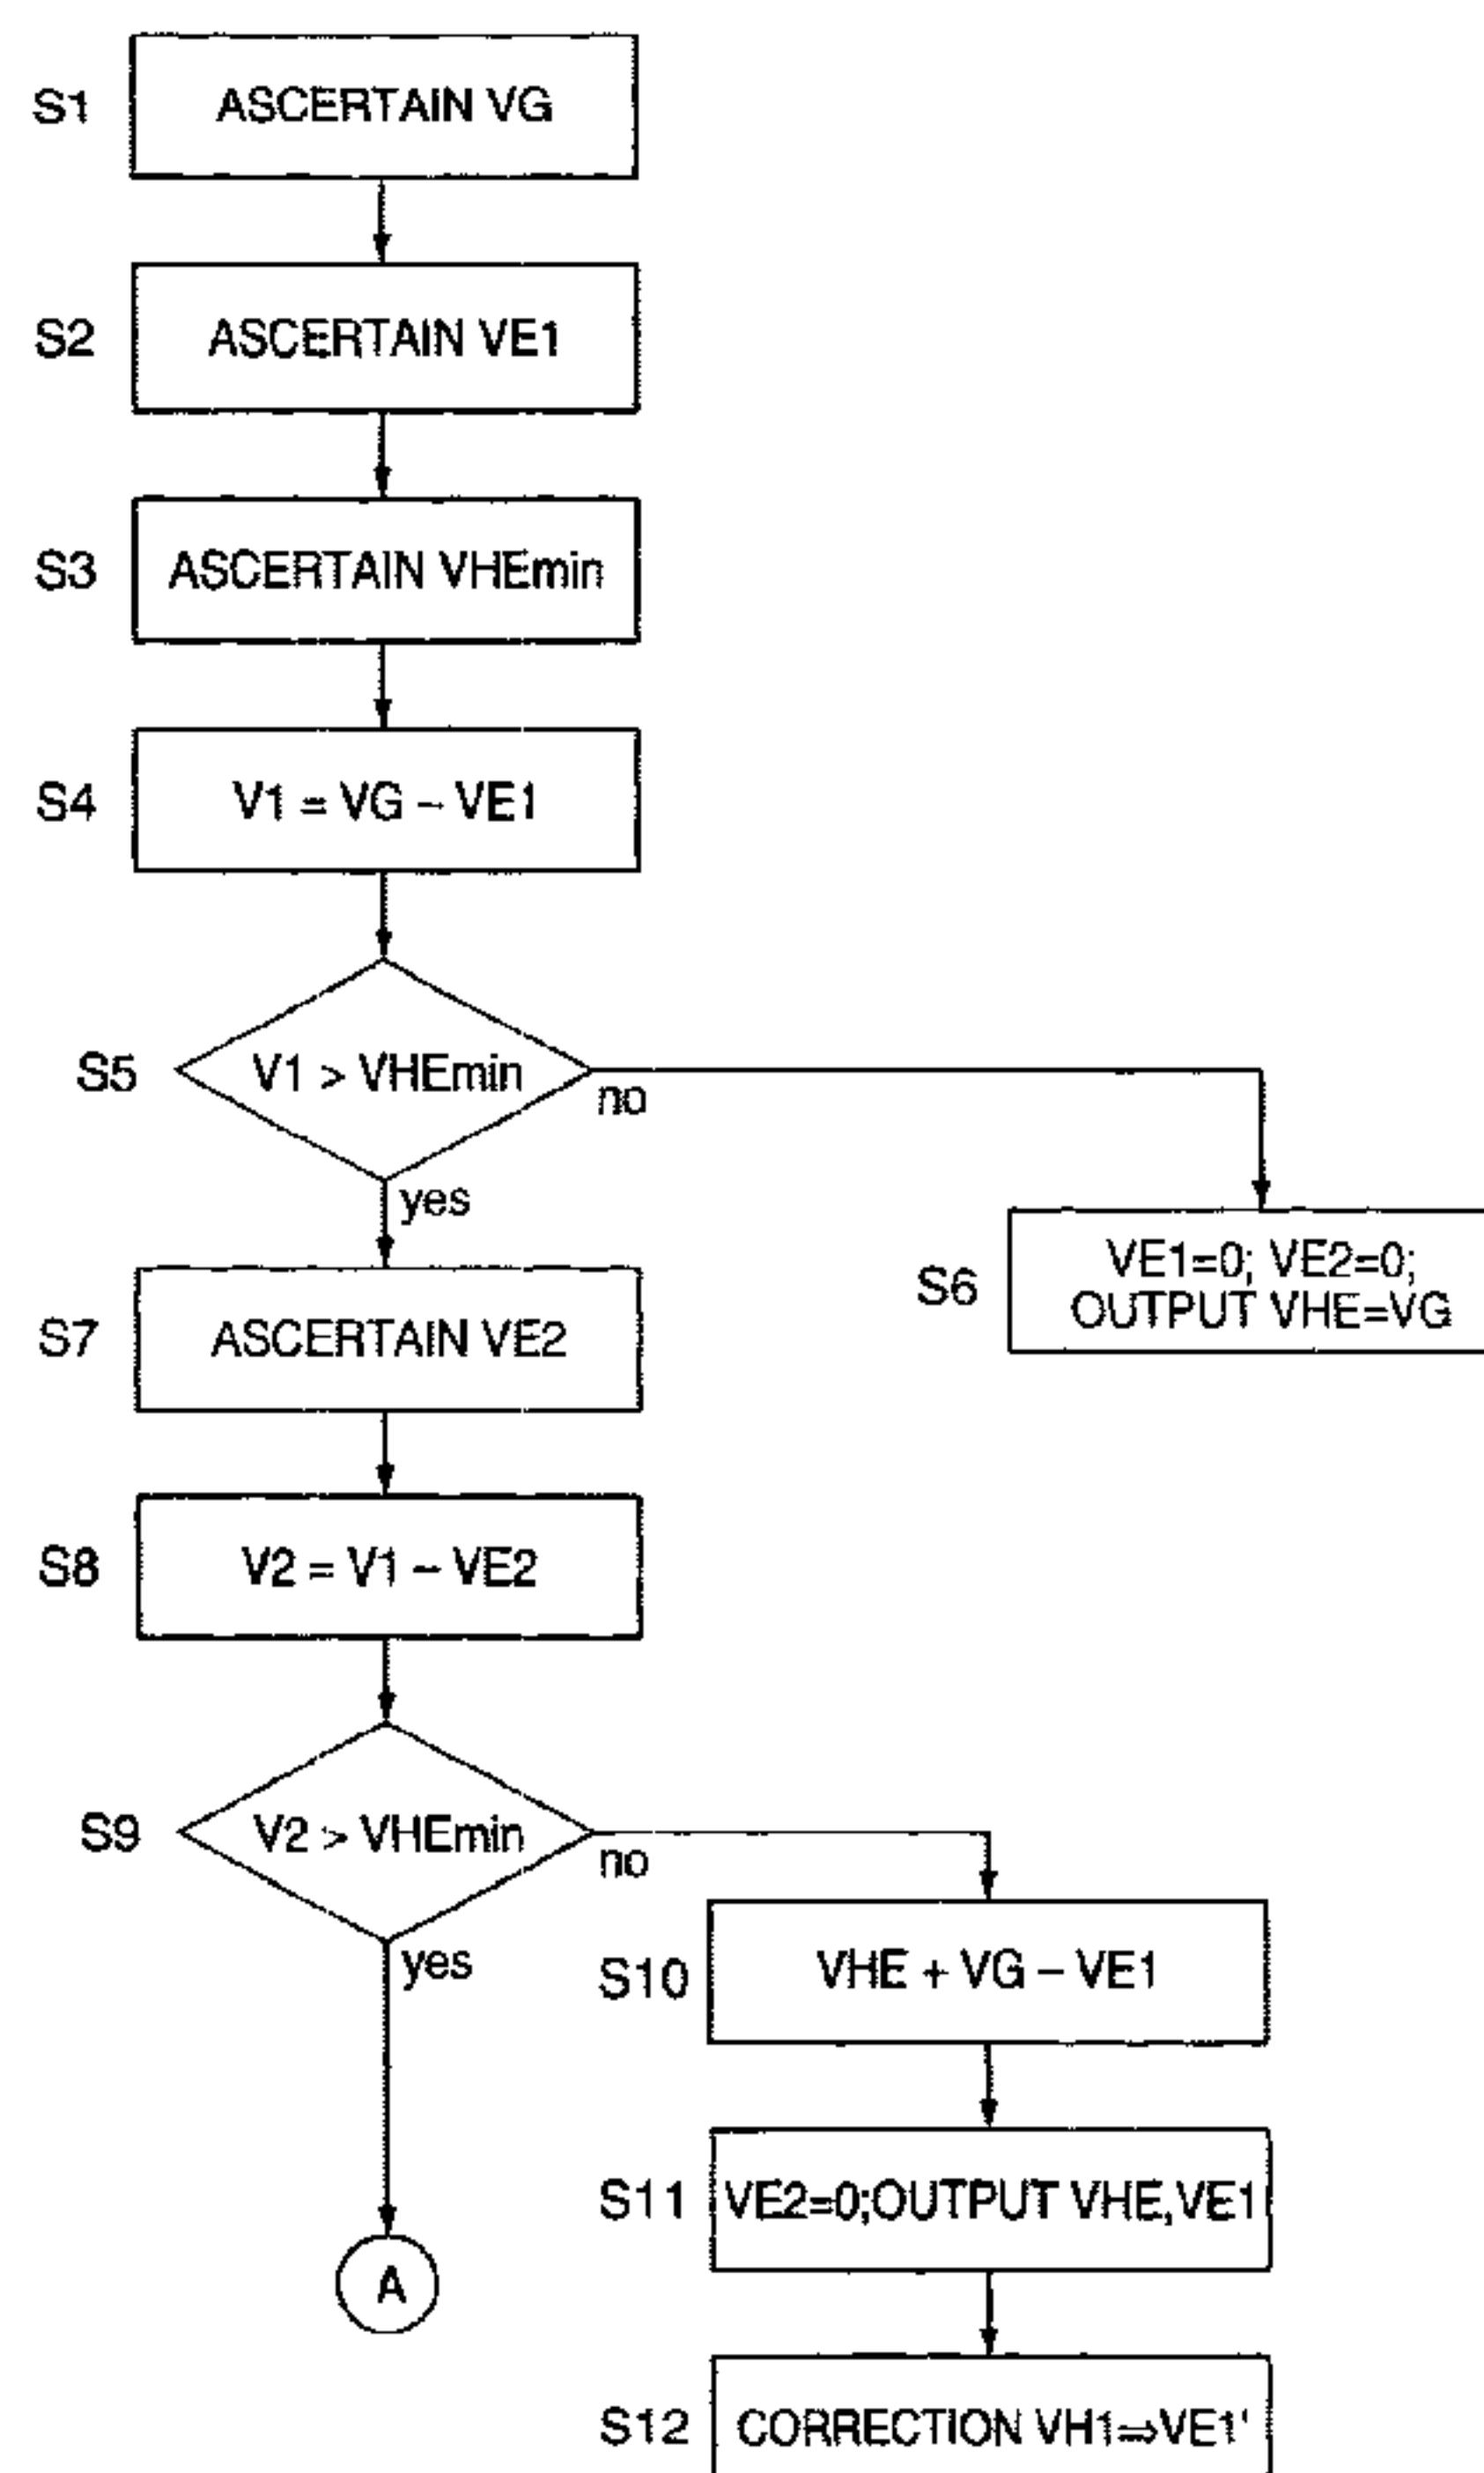 S1 ASCERTAIN VG
S2 ASCERTAIN VE1
S3 ASCERTAIN VHEmin
S4 V1 = VG – VE1
S5 V1 > VHEmin
no
yes
S6 VE1=0; VE2=0;
OUTPUT VHE=VG
S7 ASCERTAIN VE2
S8 V2 = V1 – VE2
S9 V2 > VHEmin
no
yes
S10 VHE + VG – VE1
S11 VE2=0;OUTPUT VHE,VE1
A
S12 CORRECTION VH1⇒VE1'